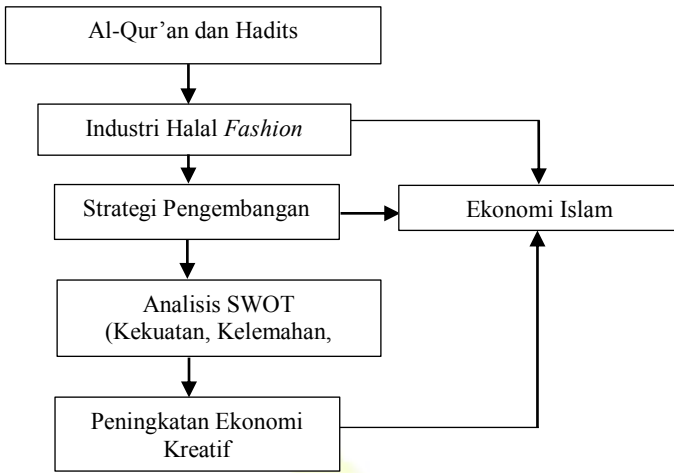 Al-Qur’an dan Hadits
Industri Halal Fashion
Strategi Pengembangan
Ekonomi Islam
Analisis SWOT
(Kekuatan, Kelemahan,
Peningkatan Ekonomi
Kreatif